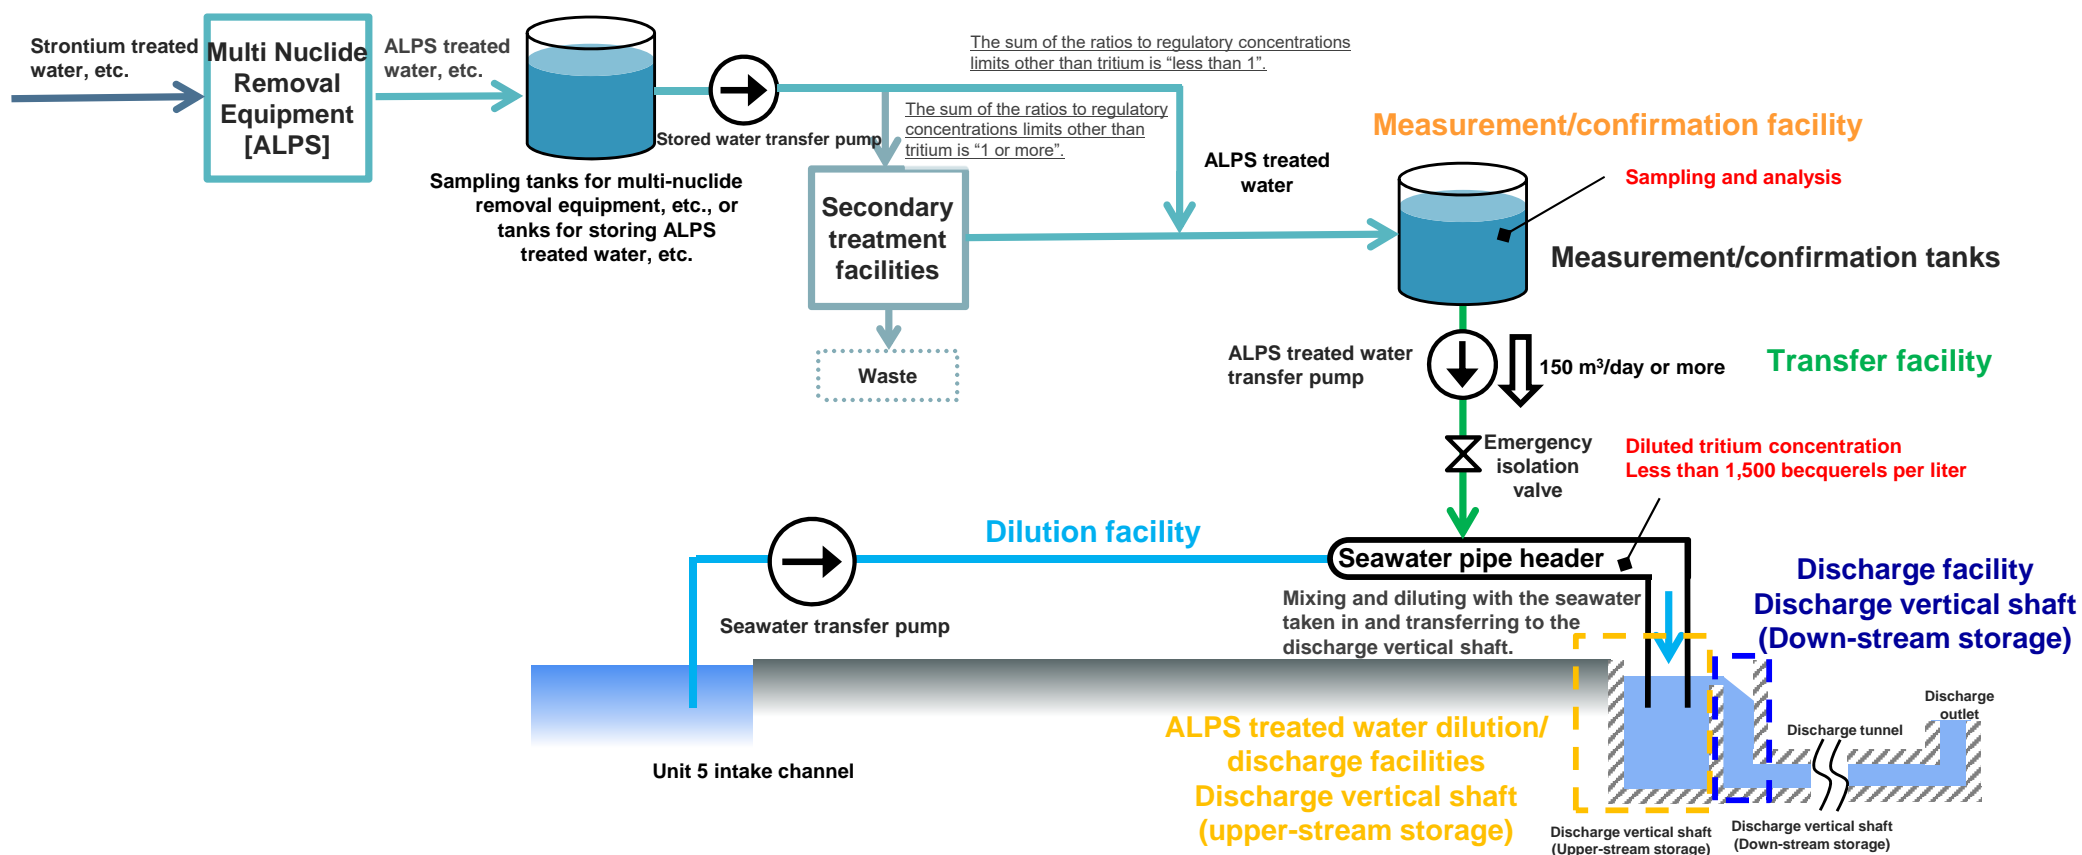 Strontium treated
water, etc.
Multi Nuclide
Removal
Equipment
[ALPS]
ALPS treated
water, etc.
Stored water transfer pump
Sampling tanks for multi-nuclide
removal equipment, etc., or
tanks for storing ALPS
treated water, etc.
The sum of the ratios to regulatory concentrations
limits other than tritium is “less than 1”.
The sum of the ratios to regulatory
concentrations limits other than
tritium is “1 or more”.
Secondary
treatment
facilities
Waste
ALPS treated
water
Measurement/confirmation facility
Sampling and analysis
Measurement/confirmation tanks
ALPS treated water
transfer pump
150 m³/day or more
Transfer facility
Emergency
isolation
valve
Diluted tritium concentration
Less than 1,500 becquerels per liter
Dilution facility
Seawater pipe header
Seawater transfer pump
Mixing and diluting with the seawater
taken in and transferring to the
discharge vertical shaft.
Discharge facility
Discharge vertical shaft
(Down-stream storage)
Unit 5 intake channel
ALPS treated water dilution/
discharge facilities
Discharge vertical shaft
(upper-stream storage)
Discharge
outlet
Discharge tunnel
Discharge vertical shaft
(Upper-stream storage)
Discharge vertical shaft
(Down-stream storage)